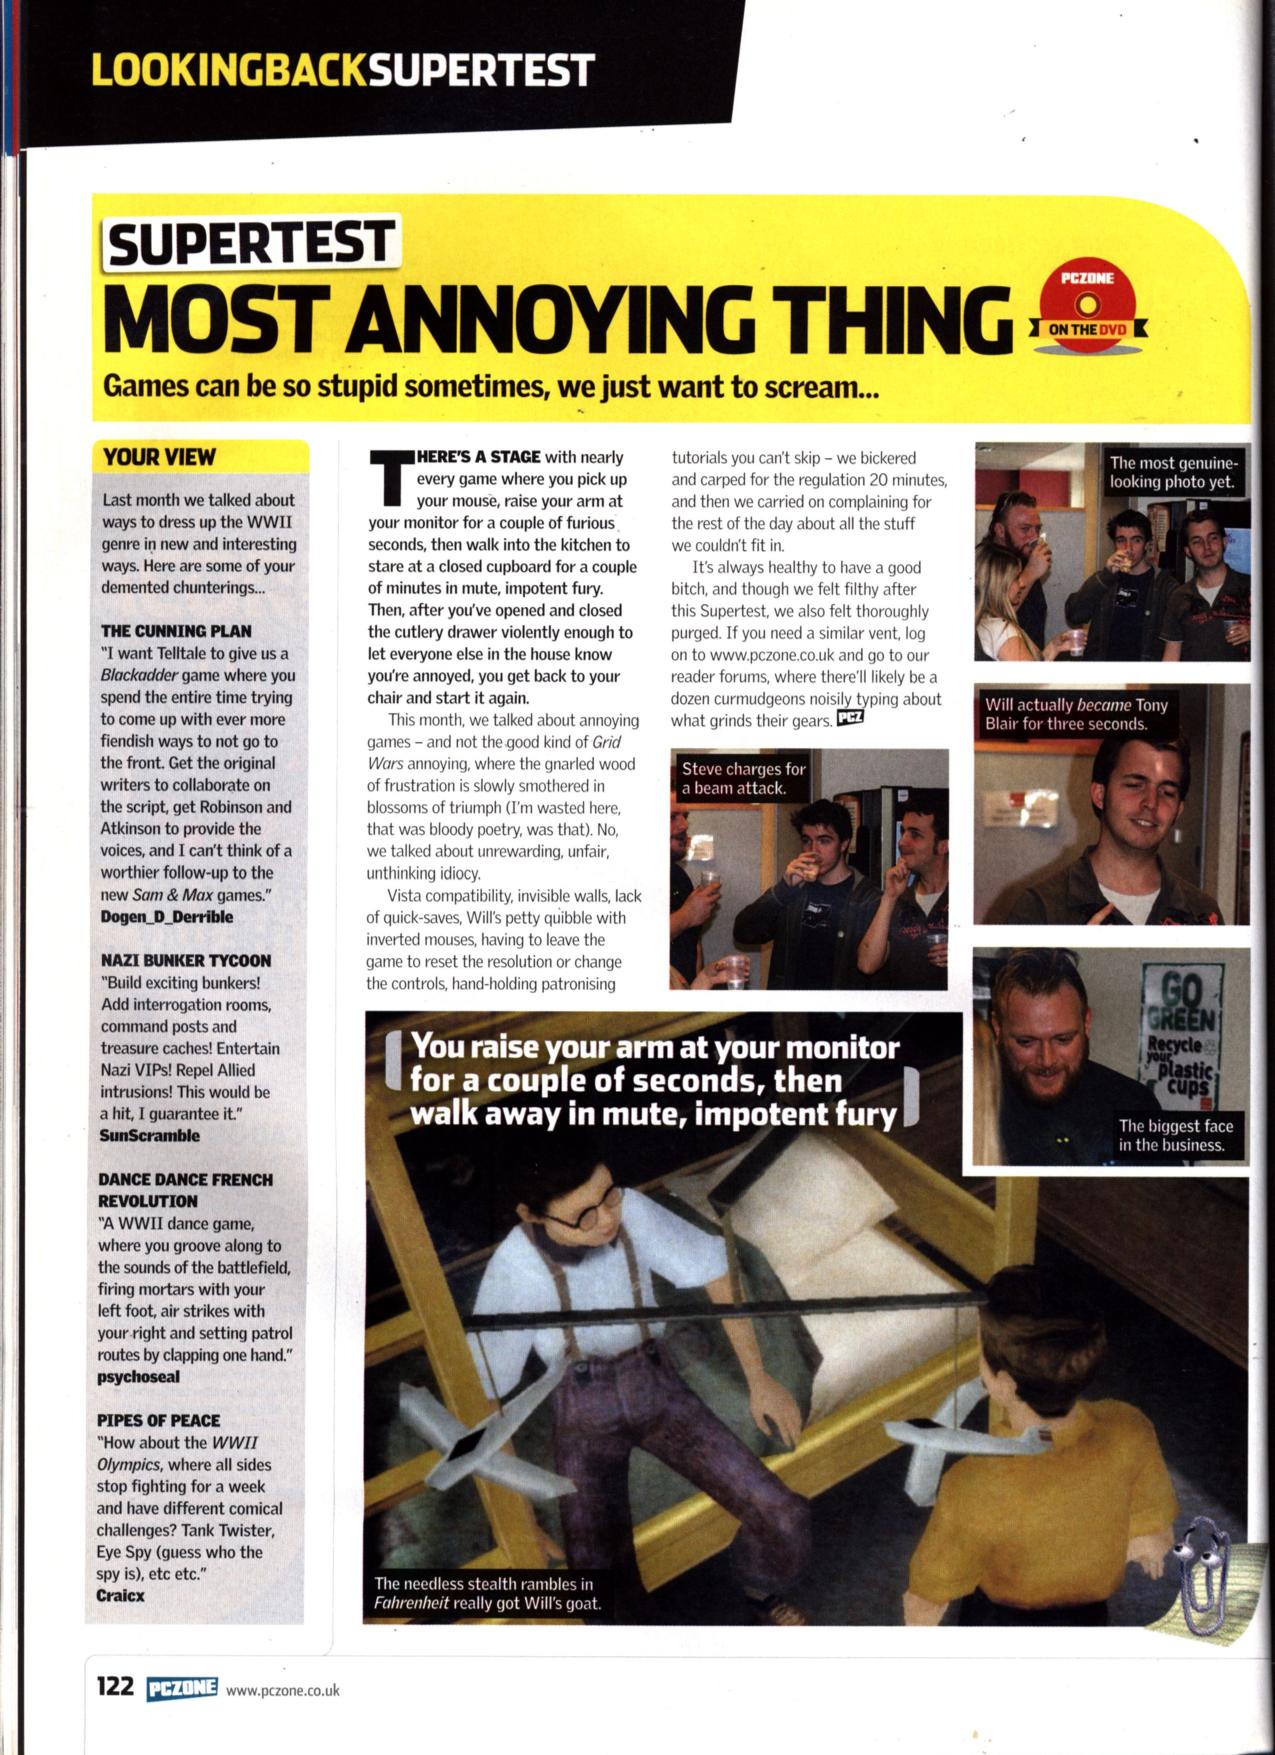 LOOKINGBACKSUPERTEST
SUPERTEST
MOST ANNOYING THING
PCZONE
ON THE DVD
Games can be so stupid sometimes, we just want to scream...
YOUR VIEW
Last month we talked about
ways to dress up the WWII
genre in new and interesting
ways. Here are some of your
demented chunterings...
THE CUNNING PLAN
"I want Telltale to give us a
Blackadder game where you
spend the entire time trying
to come up with ever more
fiendish ways to not go to
the front. Get the original
writers to collaborate on
the script, get Robinson and
Atkinson to provide the
voices, and I can't think of a
worthier follow-up to the
new Sam & Max games."
Dogen_D_Derrible
NAZI BUNKER TYCOON
"Build exciting bunkers!
Add interrogation rooms,
command posts and
treasure caches! Entertain
Nazi VIPs! Repel Allied
intrusions! This would be
a hit, I guarantee it."
SunScramble
DANCE DANCE FRENCH
REVOLUTION
"A WWII dance game,
where you groove along to
the sounds of the battlefield,
firing mortars with your
left foot, air strikes with
your right and setting patrol
routes by clapping one hand."
psychoseal
PIPES OF PEACE
"How about the WWII
Olympics, where all sides
stop fighting for a week
and have different comical
challenges? Tank Twister,
Eye Spy (guess who the
spy is), etc etc."
Craicx
THERE'S A STAGE with nearly
every game where you pick up
your mouse, raise your arm at
your monitor for a couple of furious
seconds, then walk into the kitchen to
stare at a closed cupboard for a couple
of minutes in mute, impotent fury.
Then, after you've opened and closed
the cutlery drawer violently enough to
let everyone else in the house know
you're annoyed, you get back to your
chair and start it again.
This month, we talked about annoying
games – and not the good kind of Grid
Wars annoying, where the gnarled wood
of frustration is slowly smothered in
blossoms of triumph (I'm wasted here,
that was bloody poetry, was that). No,
we talked about unrewarding, unfair,
unthinking idiocy.
Vista compatibility, invisible walls, lack
of quick-saves, Will's petty quibble with
inverted mouses, having to leave the
game to reset the resolution or change
the controls, hand-holding patronising
tutorials you can't skip – we bickered
and carped for the regulation 20 minutes,
and then we carried on complaining for
the rest of the day about all the stuff
we couldn't fit in.
It's always healthy to have a good
bitch, and though we felt filthy after
this Supertest, we also felt thoroughly
purged. If you need a similar vent, log
on to www.pczone.co.uk and go to our
reader forums, where there'll likely be a
dozen curmudgeons noisily typing about
what grinds their gears. PCZ
Steve charges for
a beam attack.
The most genuine-
looking photo yet.
Will actually became Tony
Blair for three seconds.
GO
GREEN
Recycle
your
plastic
cups
The biggest face
in the business.
You raise your arm at your monitor
for a couple of seconds, then
walk away in mute, impotent fury
The needless stealth rambles in
Fahrenheit really got Will's goat.
122 PCZONE www.pczone.co.uk